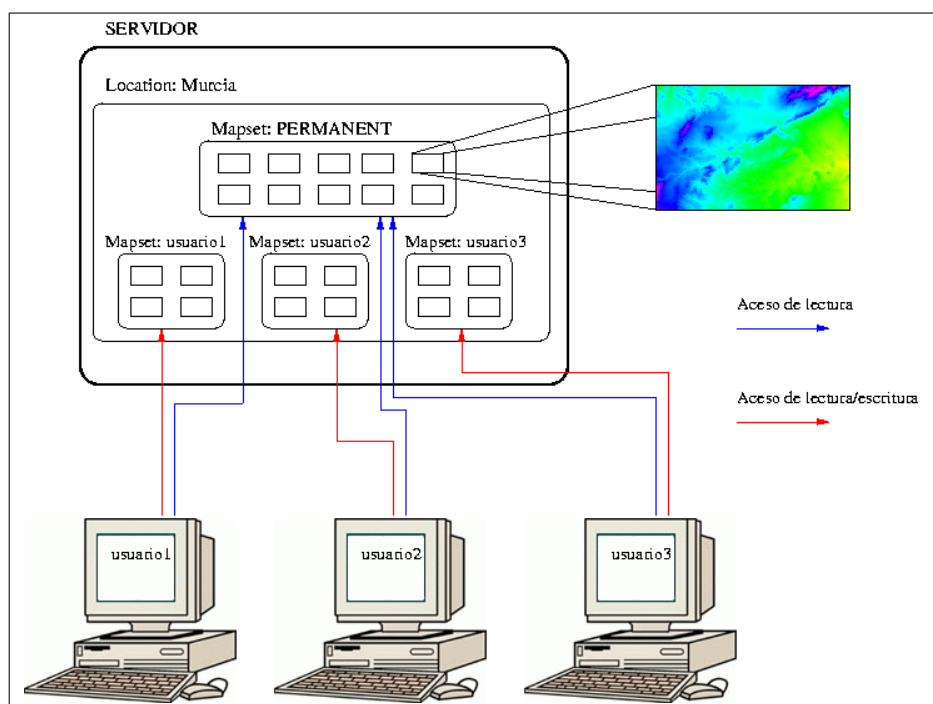 SERVIDOR
Location: Murcia
Mapset: PERMANENT
Mapset: usuario1
Mapset: usuario2
Mapset: usuario3
Aceso de lectura
Aceso de lectura/escritura
usuario1
usuario2
usuario3